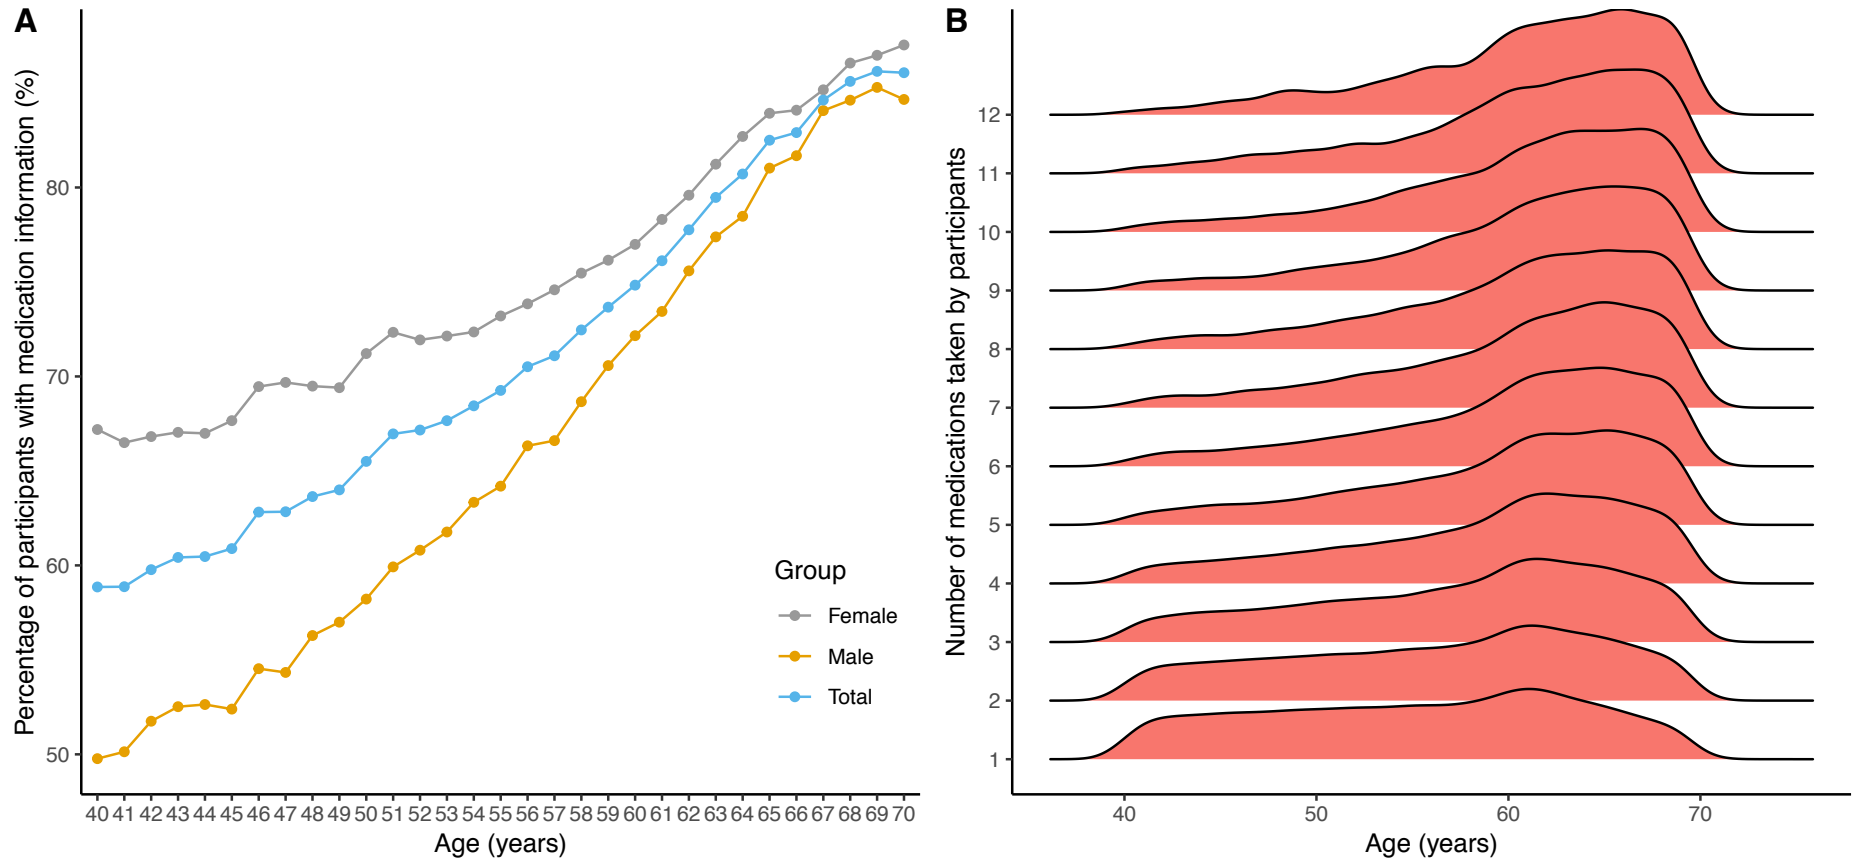 A
Percentage of participants with medication information (%)
80
70
60
50
Group
Female
Male
Total
40 41 42 43 44 45 46 47 48 49 50 51 52 53 54 55 56 57 58 59 60 61 62 63 64 65 66 67 68 69 70
Age (years)
B
Number of medications taken by participants
12
11
10
9
8
7
6
5
4
3
2
1
40 50 60 70
Age (years)